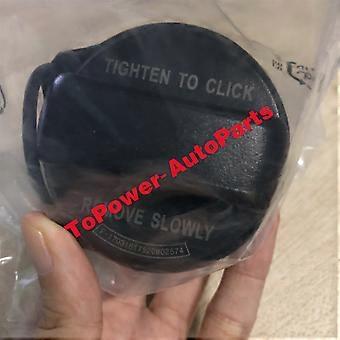 TIGHTEN TO CLICK
ToPower-AutoParts
REMOVE SLOWLY